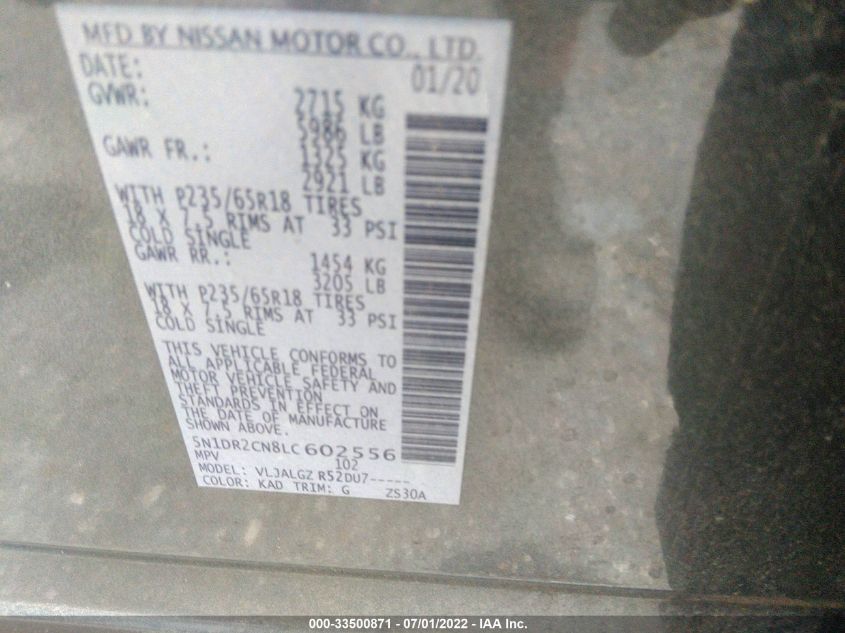 MFD BY NISSAN MOTOR CO., LTD.
DATE: 01/20
GVWR: 2715 KG
5986 LB
GAWR FR.: 1325 KG
2921 LB
WITH P235/65R18 TIRES
18 X 7.5 RIMS AT 33 PSI
COLD SINGLE
GAWR RR.: 1454 KG
3205 LB
WITH P235/65R18 TIRES
18 X 7.5 RIMS AT 33 PSI
COLD SINGLE
THIS VEHICLE CONFORMS TO
ALL APPLICABLE FEDERAL
MOTOR VEHICLE SAFETY AND
THEFT PREVENTION
STANDARDS IN EFFECT ON
THE DATE OF MANUFACTURE
SHOWN ABOVE.
5N1DR2CN8LC602556
MPV 102
MODEL: VLJALGZ R52DU7-----
COLOR: KAD TRIM: G ZS30A
000-33500871 - 07/01/2022 - IAA Inc.